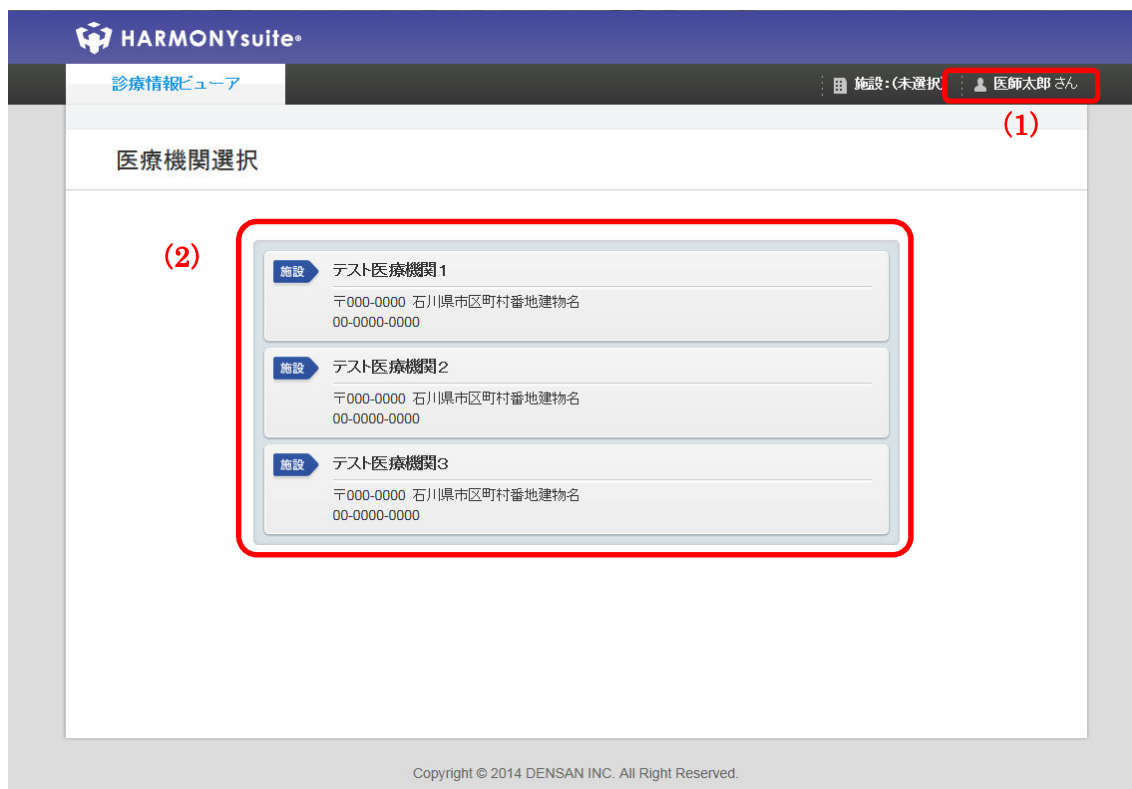 HARMONYsuite®
診療情報ビューア
施設:(未選択)
医師太郎 さん
(1)
医療機関選択
(2)
施設 テスト医療機関1
〒000-0000 石川県市区町村番地建物名
00-0000-0000
施設 テスト医療機関2
〒000-0000 石川県市区町村番地建物名
00-0000-0000
施設 テスト医療機関3
〒000-0000 石川県市区町村番地建物名
00-0000-0000
Copyright © 2014 DENSAN INC. All Right Reserved.